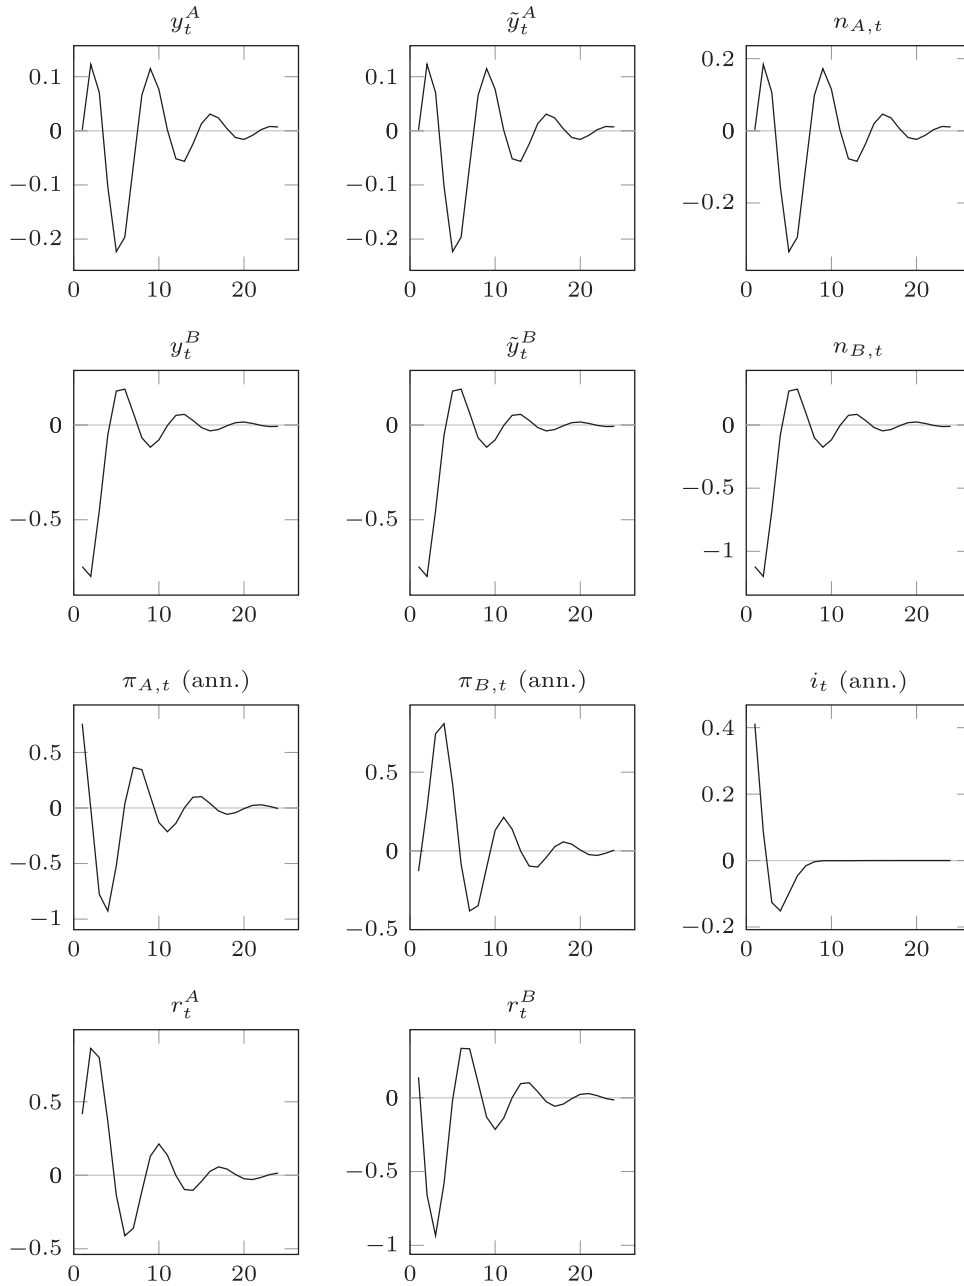 y_t^A ỹ_t^A n_{A,t}
0.1 0.1 0.2
0 0 0
−0.1 −0.1 −0.2
−0.2 −0.2
0 10 20 0 10 20 0 10 20
y_t^B ỹ_t^B n_{B,t}
0 0 0
−0.5 −0.5 −0.5
−1
0 10 20 0 10 20 0 10 20
π_{A,t} (ann.) π_{B,t} (ann.) i_t (ann.)
0.5 0.5 0.4
0 0 0.2
−0.5 −0.5 0
−1 −0.2
0 10 20 0 10 20 0 10 20
r_t^A r_t^B
0.5 0
0 −0.5
−0.5 −1
0 10 20 0 10 20